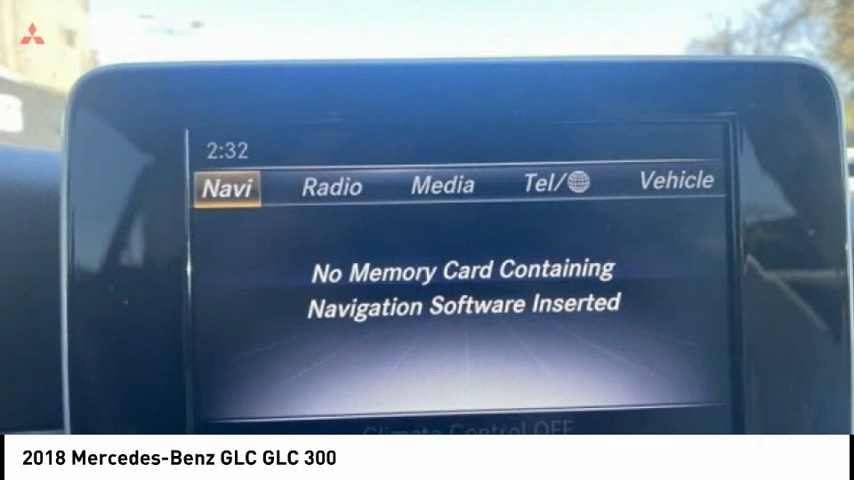 2:32
Navi Radio Media Tel/ Vehicle
No Memory Card Containing
Navigation Software Inserted
Climate Control OFF
2018 Mercedes-Benz GLC GLC 300